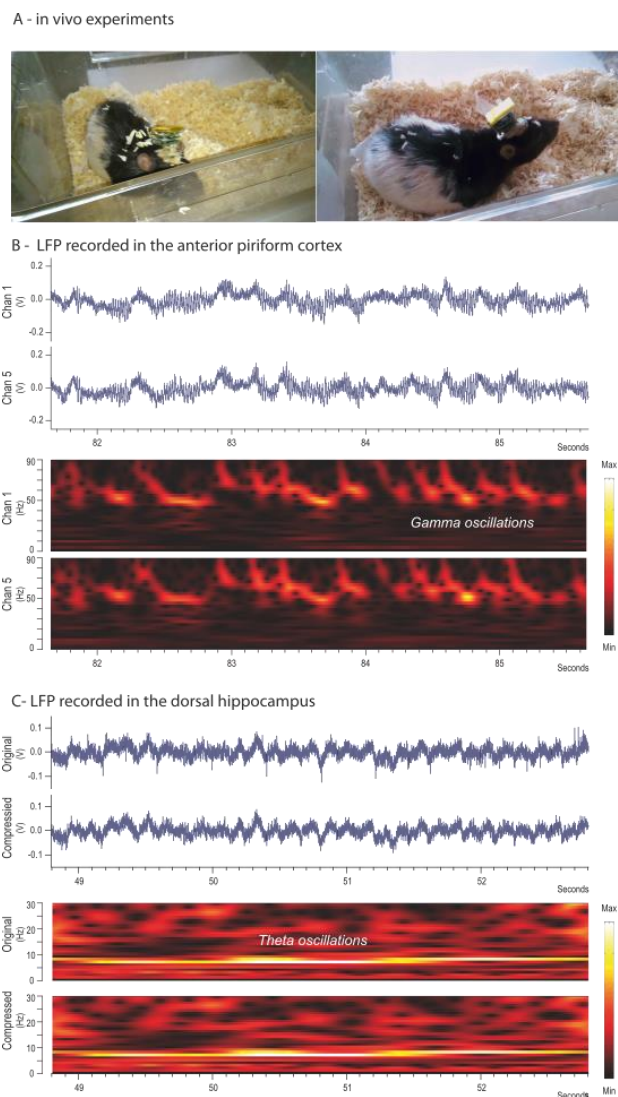 A - in vivo experiments
B - LFP recorded in the anterior piriform cortex
0.2
Chan 1
(V)
0.0
-0.2
0.2
Chan 5
(V)
0.0
-0.2
82 83 84 85 Seconds
90
Chan 1
(Hz)
50
0
Gamma oscillations
90
Chan 5
(Hz)
50
0
82 83 84 85 Seconds
Max
Min
C- LFP recorded in the dorsal hippocampus
0.1
Original
(V)
0.0
-0.1
0.1
Compressied
(V)
0.0
-0.1
49 50 51 52 Seconds
30
Original
(Hz)
20
10
0
Theta oscillations
30
Compressed
(Hz)
20
10
0
49 50 51 52 Seconds
Max
Min